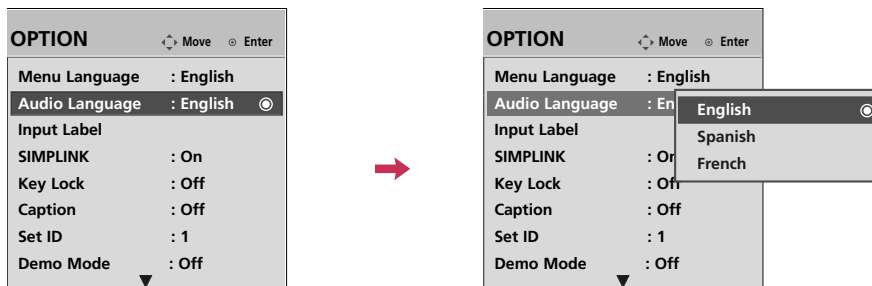 OPTION Move Enter
Menu Language : English
Audio Language : English
Input Label
SIMPLINK : On
Key Lock : Off
Caption : Off
Set ID : 1
Demo Mode : Off
OPTION Move Enter
Menu Language : English
Audio Language : En
Input Label
SIMPLINK : On
Key Lock : Off
Caption : Off
Set ID : 1
Demo Mode : Off
English
Spanish
French